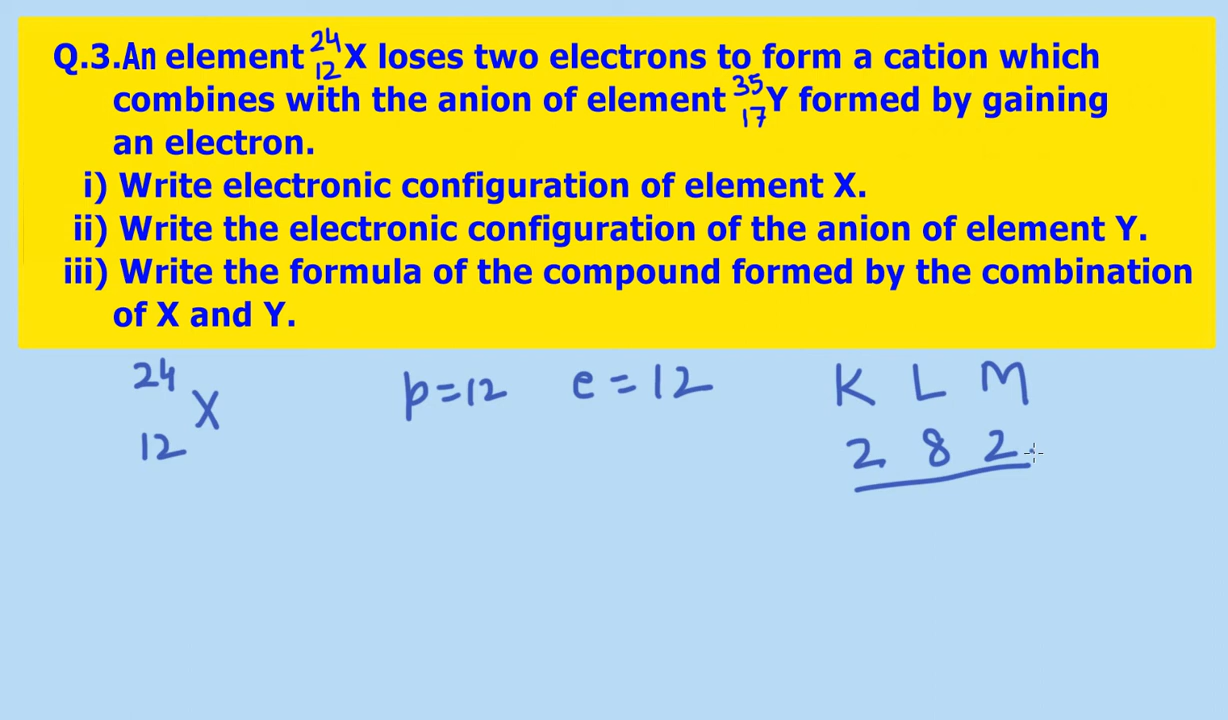 Q.3.An element ²⁴₁₂X loses two electrons to form a cation which
combines with the anion of element ³⁵₁₇Y formed by gaining
an electron.
i) Write electronic configuration of element X.
ii) Write the electronic configuration of the anion of element Y.
iii) Write the formula of the compound formed by the combination
of X and Y.
²⁴₁₂X p=12 e=12 K L M
2 8 2